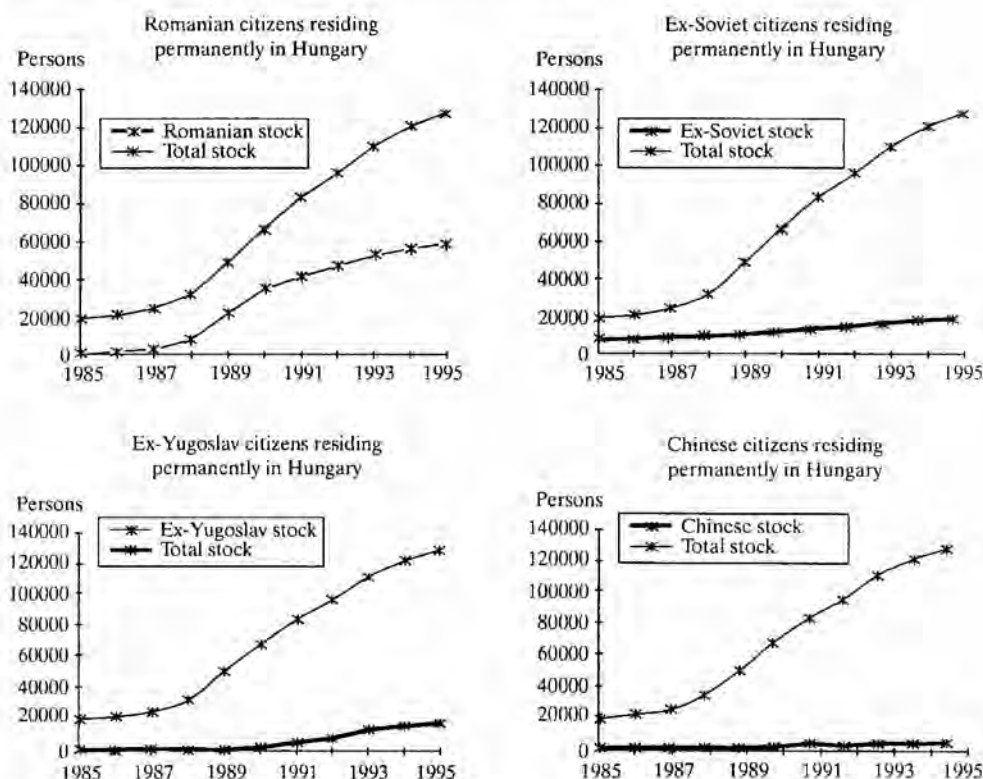 Romanian citizens residing
permanently in Hungary
Persons
140000
120000
100000
80000
60000
40000
20000
0
Romanian stock
Total stock
1985 1987 1989 1991 1993 1995
Ex-Soviet citizens residing
permanently in Hungary
Persons
140000
120000
100000
80000
60000
40000
20000
0
Ex-Soviet stock
Total stock
1985 1987 1989 1991 1993 1995
Ex-Yugoslav citizens residing
permanently in Hungary
Persons
140000
120000
100000
80000
60000
40000
20000
0
Ex-Yugoslav stock
Total stock
1985 1987 1989 1991 1993 1995
Chinese citizens residing
permanently in Hungary
Persons
140000
120000
100000
80000
60000
40000
20000
0
Chinese stock
Total stock
1985 1987 1989 1991 1993 1995